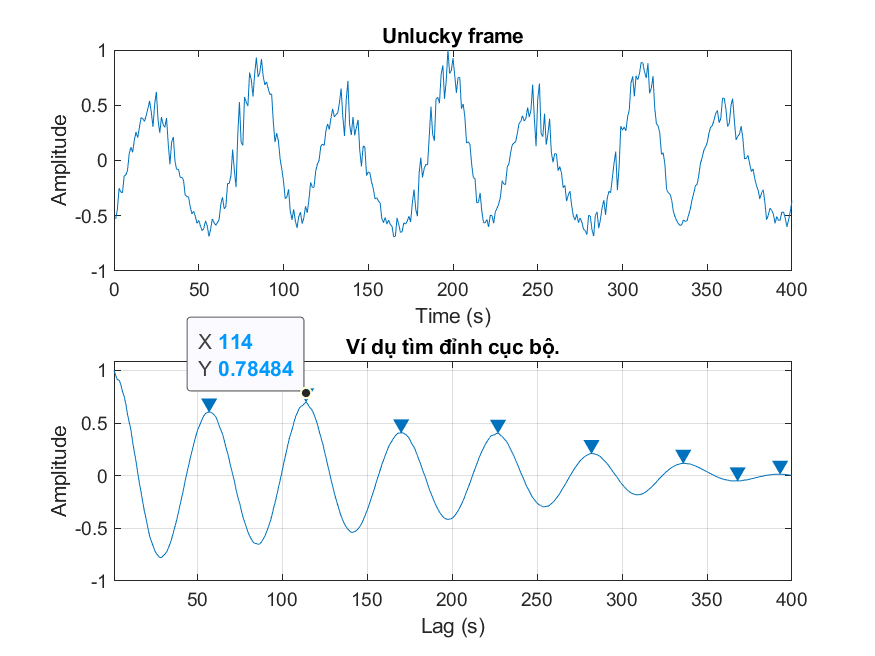 Unlucky frame
1
0.5
0
-0.5
-1
Amplitude
0 50 100 150 200 250 300 350 400
Time (s)
X 114
Y 0.78484
Ví dụ tìm đỉnh cục bộ.
1
0.5
0
-0.5
-1
Amplitude
50 100 150 200 250 300 350 400
Lag (s)